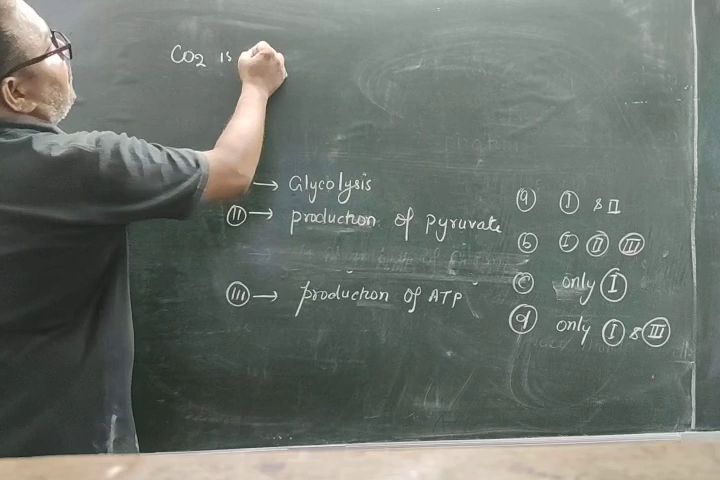 CO2 is
→ Glycolysis
II → production of Pyruvate
III → production of ATP
a I & II
b I II III
c only I
d only I & III